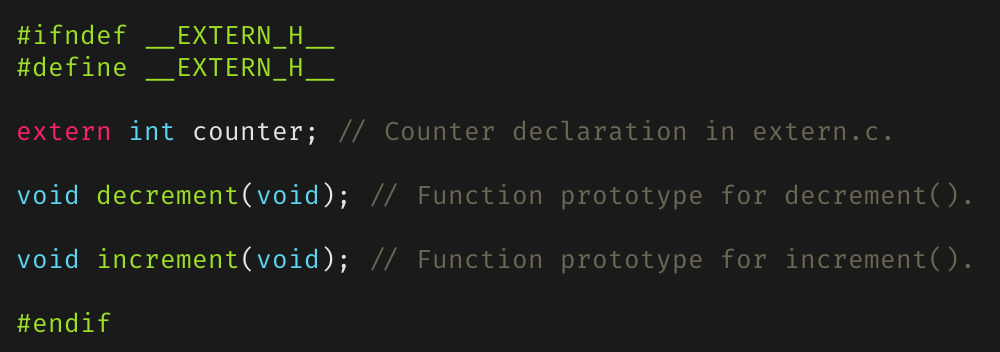 #ifndef __EXTERN_H__
#define __EXTERN_H__
extern int counter; // Counter declaration in extern.c.
void decrement(void); // Function prototype for decrement().
void increment(void); // Function prototype for increment().
#endif